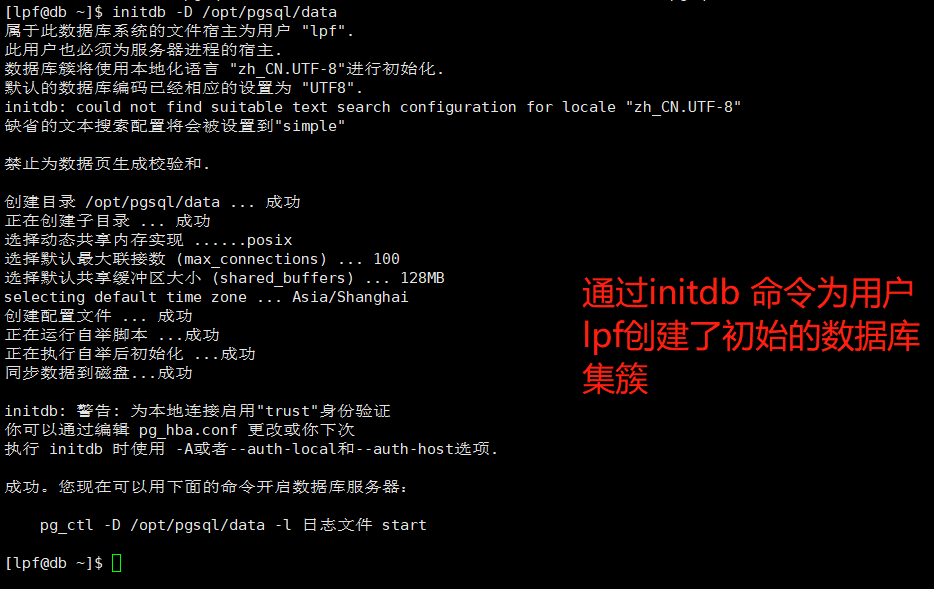 [lpf@db ~]$ initdb -D /opt/pgsql/data
属于此数据库系统的文件宿主为用户 "lpf".
此用户也必须为服务器进程的宿主.
数据库簇将使用本地化语言 "zh_CN.UTF-8"进行初始化.
默认的数据库编码已经相应的设置为 "UTF8".
initdb: could not find suitable text search configuration for locale "zh_CN.UTF-8"
缺省的文本搜索配置将会被设置到"simple"
禁止为数据页生成校验和.
创建目录 /opt/pgsql/data ... 成功
正在创建子目录 ... 成功
选择动态共享内存实现 ......posix
选择默认最大联接数 (max_connections) ... 100
选择默认共享缓冲区大小 (shared_buffers) ... 128MB
selecting default time zone ... Asia/Shanghai
创建配置文件 ... 成功
正在运行自举脚本 ...成功
正在执行自举后初始化 ...成功
同步数据到磁盘...成功
initdb: 警告: 为本地连接启用"trust"身份验证
你可以通过编辑 pg_hba.conf 更改或你下次
执行 initdb 时使用 -A或者--auth-local和--auth-host选项.
成功。您现在可以用下面的命令开启数据库服务器:
pg_ctl -D /opt/pgsql/data -l 日志文件 start
[lpf@db ~]$
通过initdb 命令为用户
lpf创建了初始的数据库
集簇